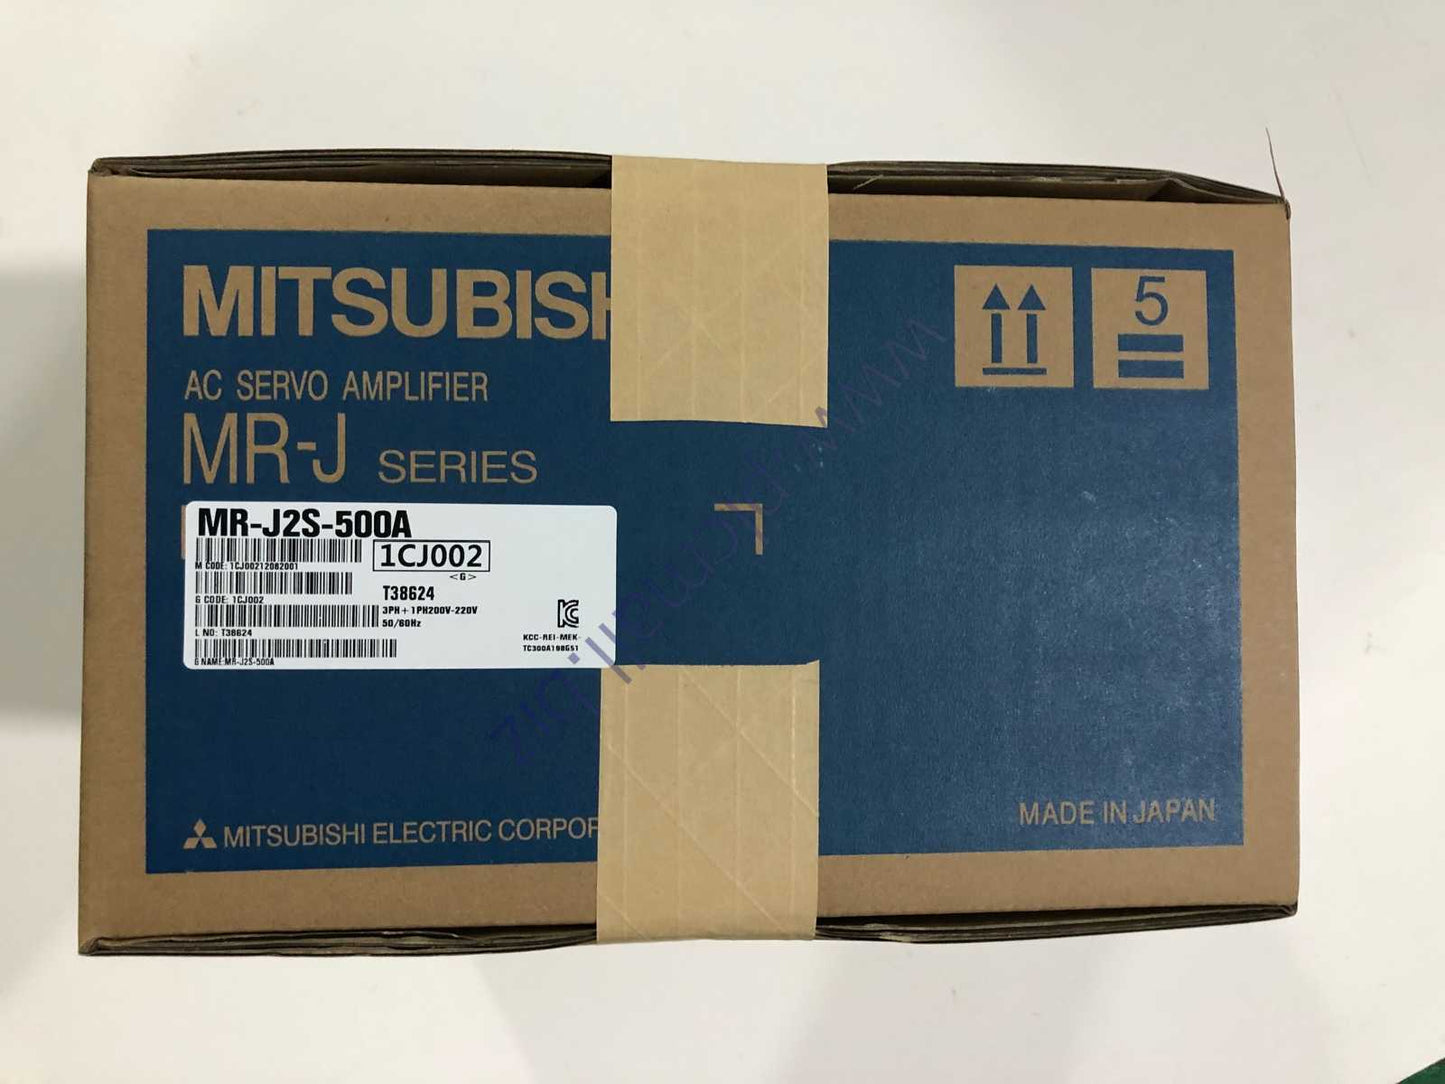 MITSUBISH
5
AC SERVO AMPLIFIER
MR-J SERIES
MR-J2S-500A
1CJ002
M CODE: 1CJ00212082001
<G>
T38624
G CODE: 1CJ002
3PH+1PH200V-220V
50/60Hz
L NO: T38624
KCC-REI-MEK-
TC300A198G51
G NAME:MR-J2S-500A
MADE IN JAPAN
MITSUBISHI ELECTRIC CORPOR